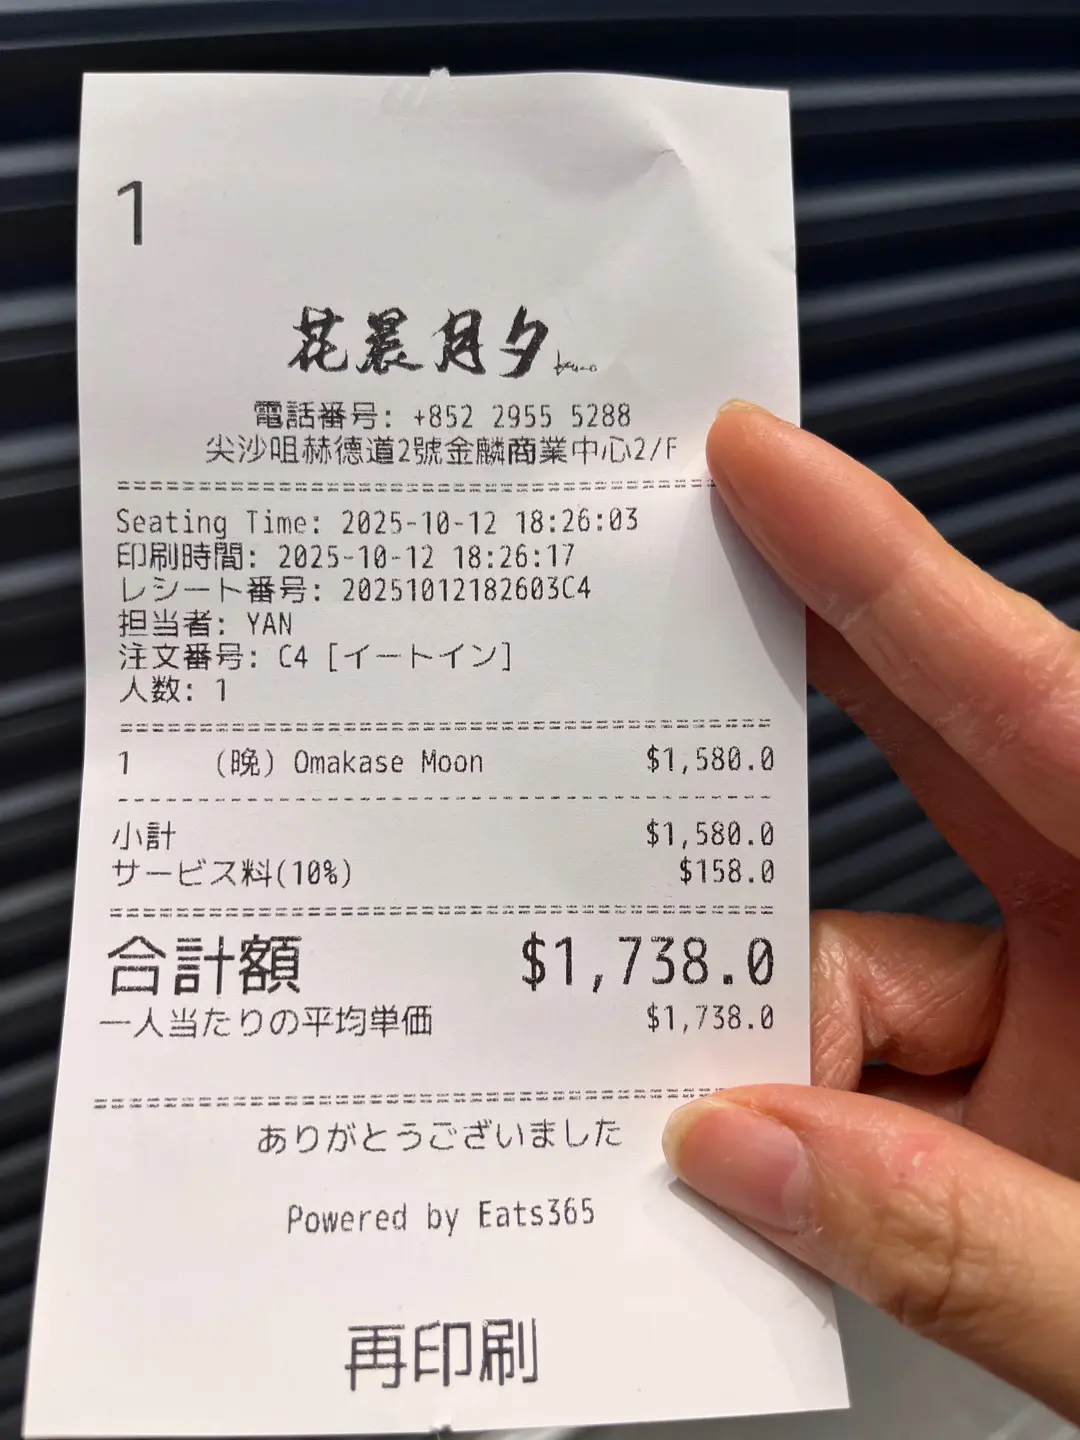 1
花晨月夕
電話番号: +852 2955 5288
尖沙咀赫德道2號金麟商業中心2/F
Seating Time: 2025-10-12 18:26:03
印刷時間: 2025-10-12 18:26:17
レシート番号: 20251012182603C4
担当者: YAN
注文番号: C4 [イートイン]
人数: 1
1 (晩) Omakase Moon $1,580.0
小計 $1,580.0
サービス料(10%) $158.0
合計額 $1,738.0
一人当たりの平均単価 $1,738.0
ありがとうございました
Powered by Eats365
再印刷